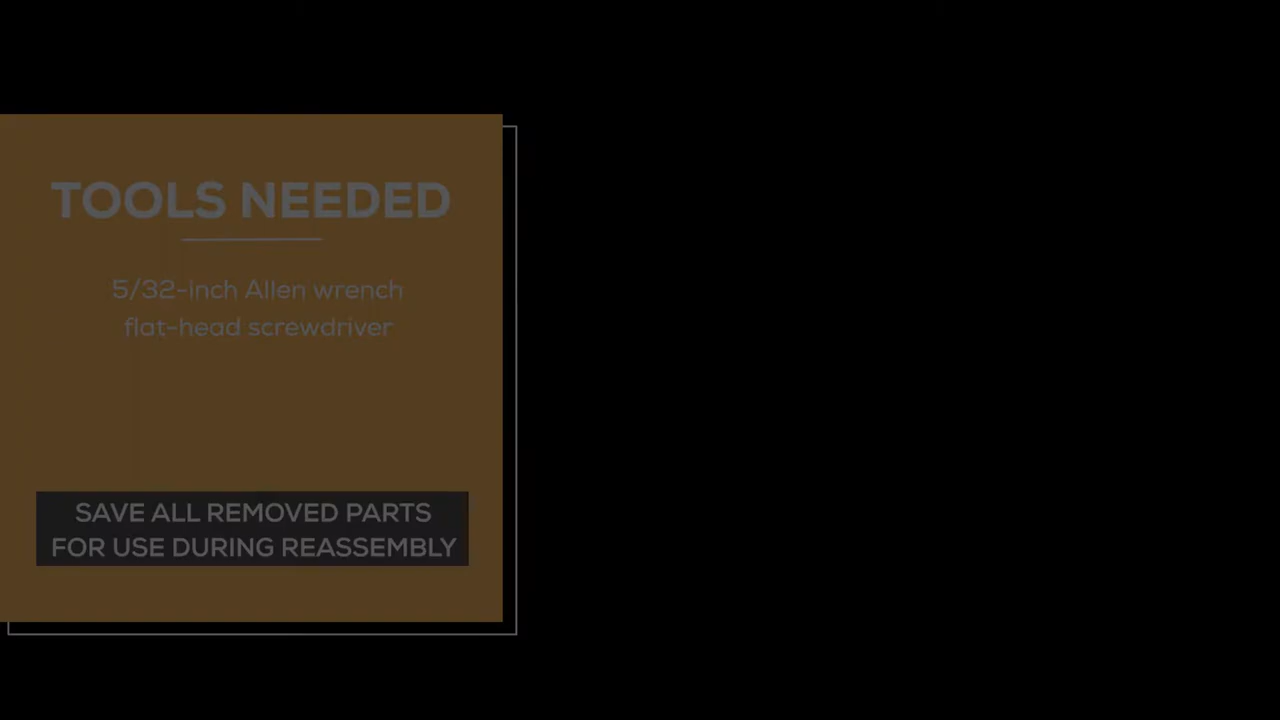 TOOLS NEEDED
5/32-inch Allen wrench
flat-head screwdriver
SAVE ALL REMOVED PARTS
FOR USE DURING REASSEMBLY